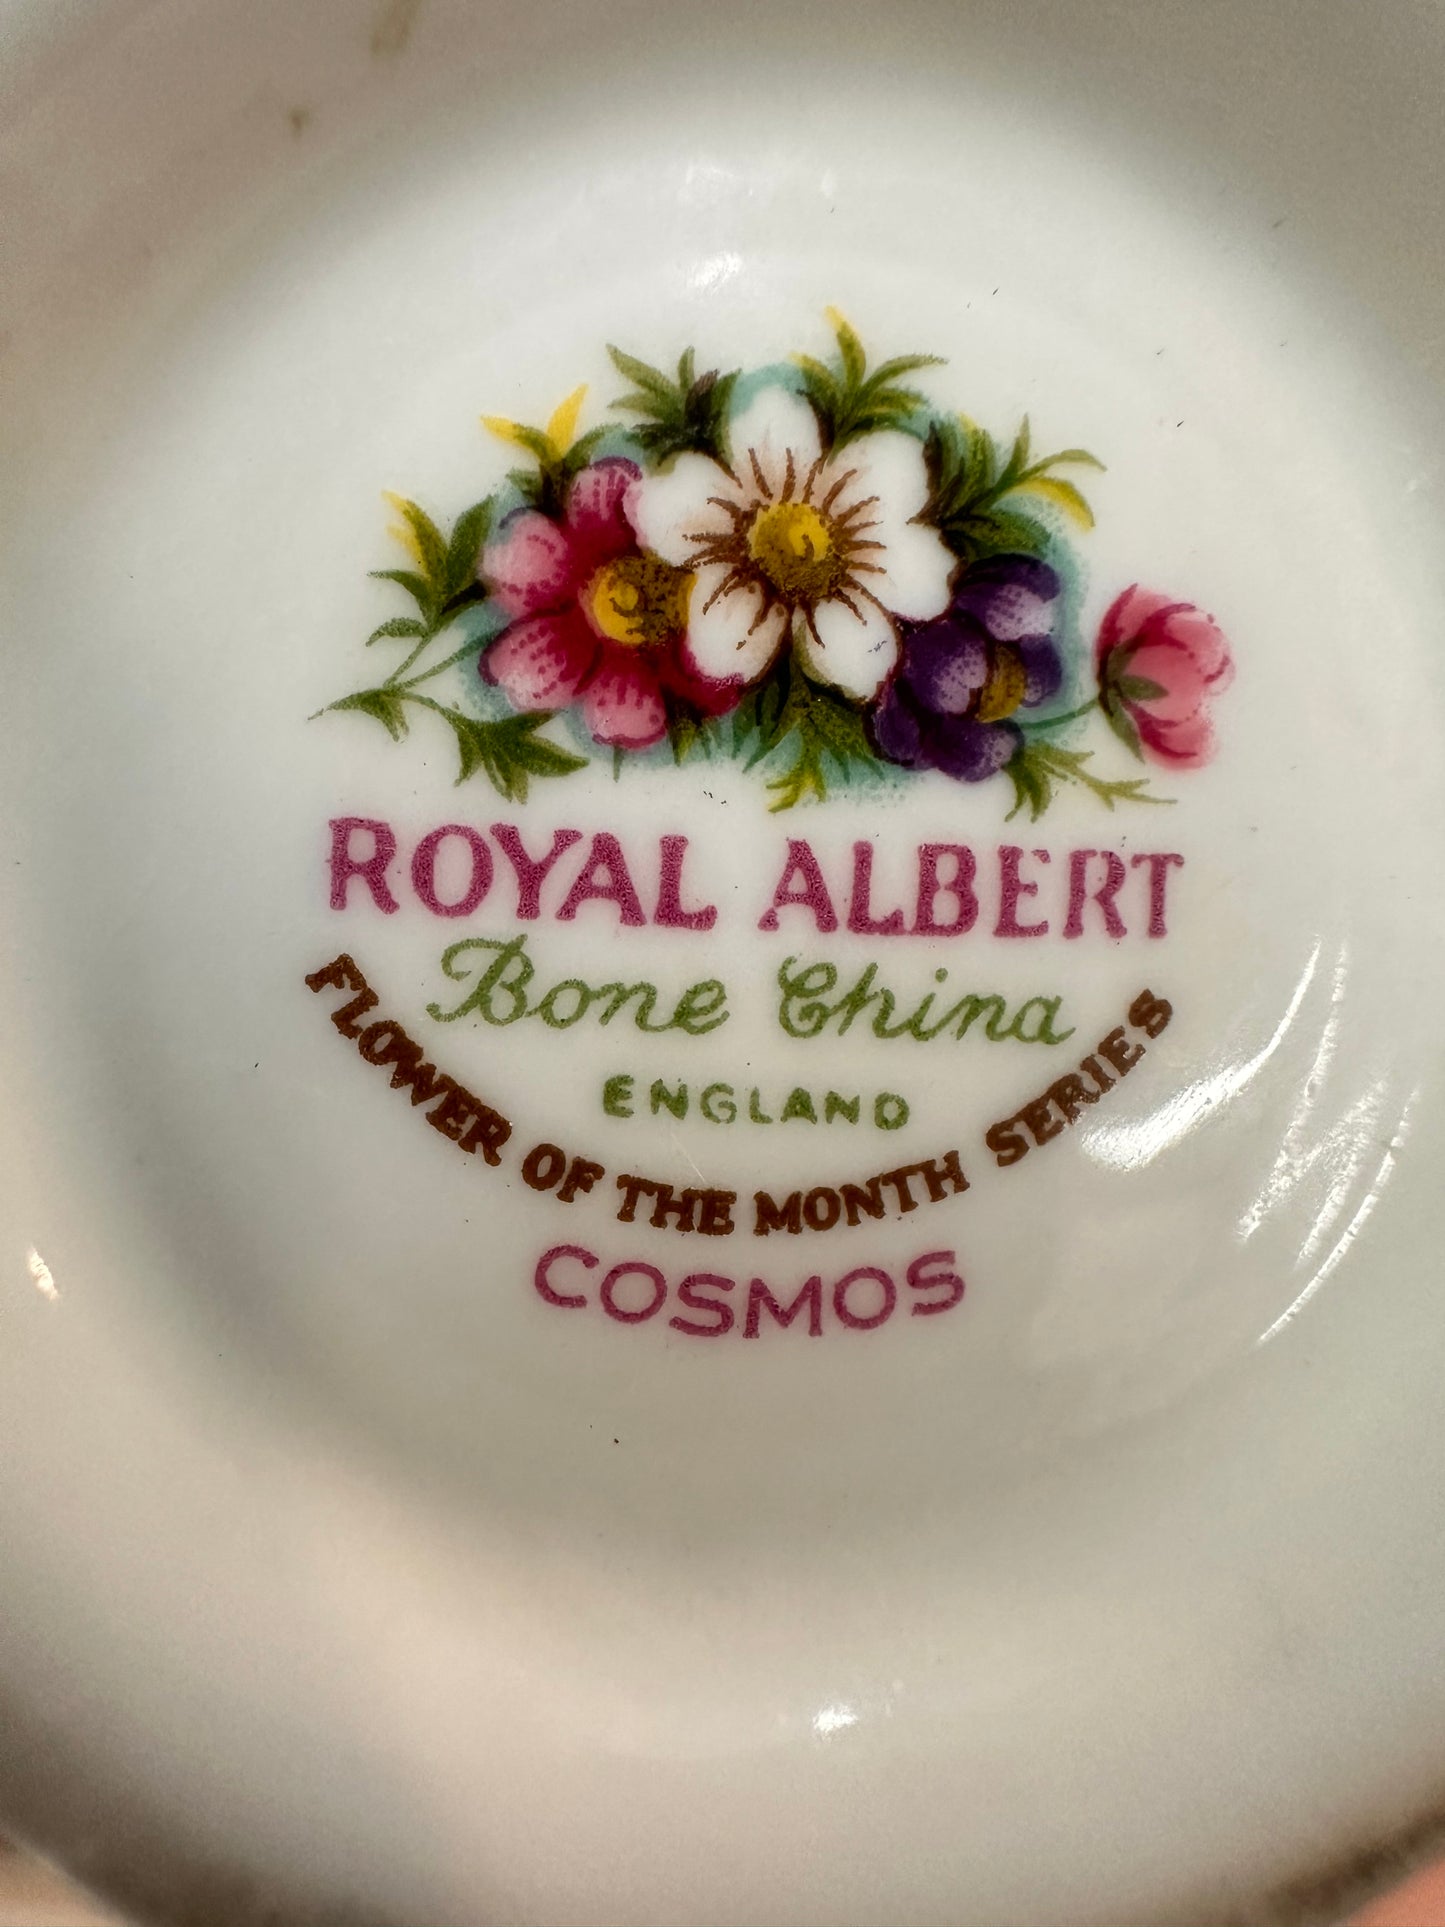 ROYAL ALBERT
Bone China
ENGLAND
FLOWER OF THE MONTH SERIES
COSMOS